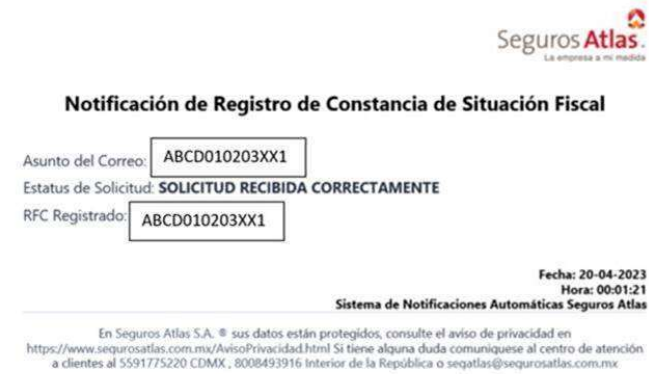 Seguros Atlas.
La empresa a mi medida
Notificación de Registro de Constancia de Situación Fiscal
Asunto del Correo: ABCD010203XX1
Estatus de Solicitud: SOLICITUD RECIBIDA CORRECTAMENTE
RFC Registrado: ABCD010203XX1
Fecha: 20-04-2023
Hora: 00:01:21
Sistema de Notificaciones Automáticas Seguros Atlas
En Seguros Atlas S.A. ® sus datos están protegidos, consulte el aviso de privacidad en
https://www.segurosatlas.com.mx/AvisoPrivacidad.html Si tiene alguna duda comuniquese al centro de atención
a clientes al 5591775220 CDMX , 8008493916 Interior de la República o seqatlas@segurosatlas.com.mx